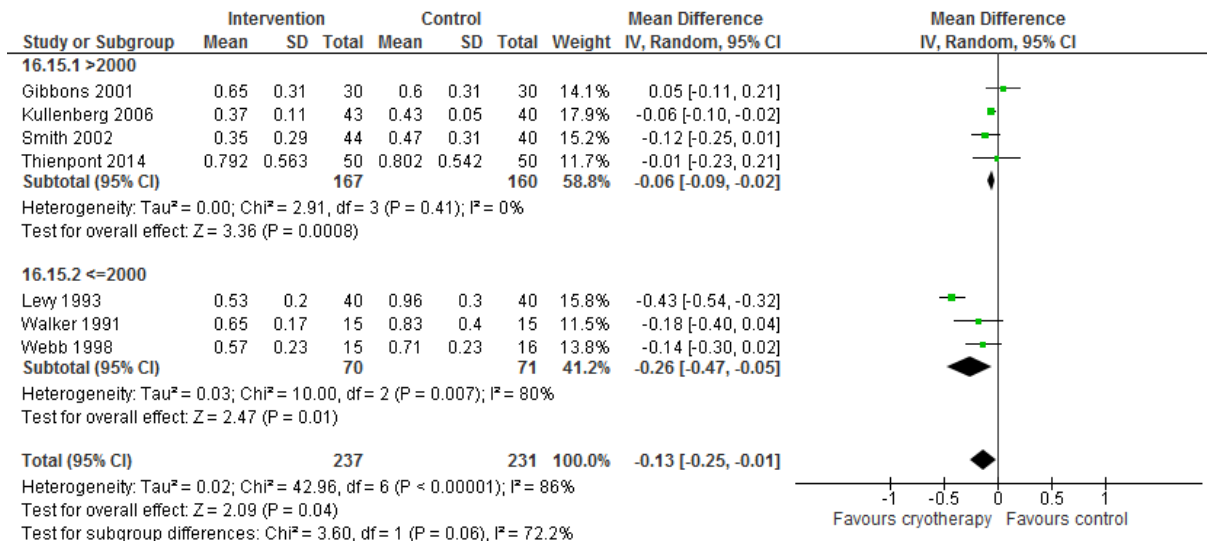 Intervention Control Mean Difference Mean Difference
Study or Subgroup Mean SD Total Mean SD Total Weight IV, Random, 95% CI IV, Random, 95% CI
16.15.1 >2000
Gibbons 2001 0.65 0.31 30 0.6 0.31 30 14.1% 0.05 [-0.11, 0.21]
Kullenberg 2006 0.37 0.11 43 0.43 0.05 40 17.9% -0.06 [-0.10, -0.02]
Smith 2002 0.35 0.29 44 0.47 0.31 40 15.2% -0.12 [-0.25, 0.01]
Thienpont 2014 0.792 0.563 50 0.802 0.542 50 11.7% -0.01 [-0.23, 0.21]
Subtotal (95% CI) 167 160 58.8% -0.06 [-0.09, -0.02]
Heterogeneity: Tau² = 0.00; Chi² = 2.91, df = 3 (P = 0.41); I² = 0%
Test for overall effect: Z = 3.36 (P = 0.0008)
16.15.2 <=2000
Levy 1993 0.53 0.2 40 0.96 0.3 40 15.8% -0.43 [-0.54, -0.32]
Walker 1991 0.65 0.17 15 0.83 0.4 15 11.5% -0.18 [-0.40, 0.04]
Webb 1998 0.57 0.23 15 0.71 0.23 16 13.8% -0.14 [-0.30, 0.02]
Subtotal (95% CI) 70 71 41.2% -0.26 [-0.47, -0.05]
Heterogeneity: Tau² = 0.03; Chi² = 10.00, df = 2 (P = 0.007); I² = 80%
Test for overall effect: Z = 2.47 (P = 0.01)
Total (95% CI) 237 231 100.0% -0.13 [-0.25, -0.01]
Heterogeneity: Tau² = 0.02; Chi² = 42.96, df = 6 (P < 0.00001); I² = 86%
Test for overall effect: Z = 2.09 (P = 0.04)
Test for subgroup differences: Chi² = 3.60, df = 1 (P = 0.06), I² = 72.2%
-1 -0.5 0 0.5 1
Favours cryotherapy Favours control